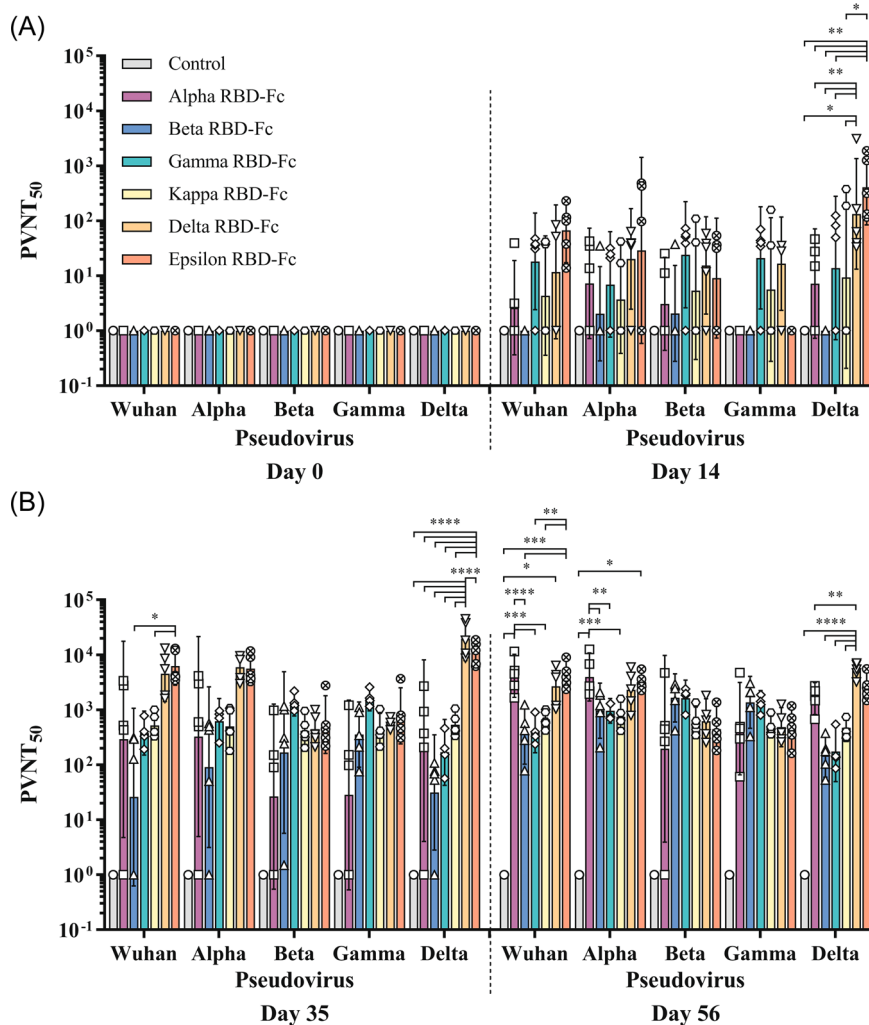 (A)
10^5
10^4
10^3
10^2
10^1
10^0
10^-1
PVNT50
Control
Alpha RBD-Fc
Beta RBD-Fc
Gamma RBD-Fc
Kappa RBD-Fc
Delta RBD-Fc
Epsilon RBD-Fc
*
**
**
*
Wuhan Alpha Beta Gamma Delta Wuhan Alpha Beta Gamma Delta
Pseudovirus Pseudovirus
Day 0 Day 14
(B)
10^5
10^4
10^3
10^2
10^1
10^0
10^-1
PVNT50
*
****
****
**
***
*
****
***
*
**
***
**
****
Wuhan Alpha Beta Gamma Delta Wuhan Alpha Beta Gamma Delta
Pseudovirus Pseudovirus
Day 35 Day 56